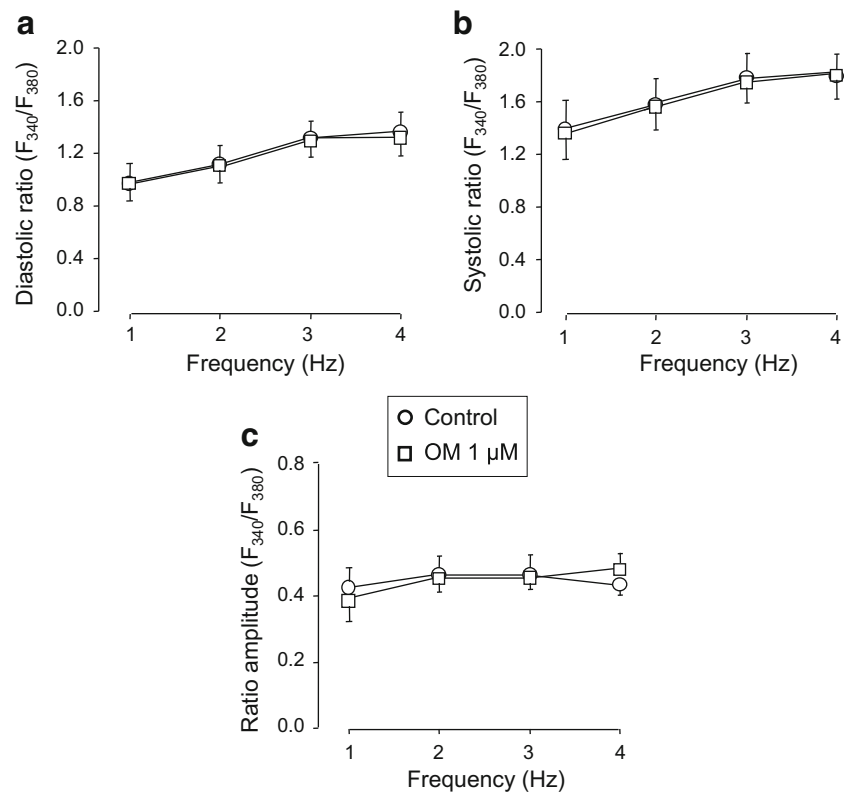 a
Diastolic ratio (F340/F380)
2.0
1.6
1.2
0.8
0.4
0.0
1 2 3 4
Frequency (Hz)
b
Systolic ratio (F340/F380)
2.0
1.6
1.2
0.8
0.4
0.0
1 2 3 4
Frequency (Hz)
Control
OM 1 µM
c
Ratio amplitude (F340/F380)
0.8
0.6
0.4
0.2
0.0
1 2 3 4
Frequency (Hz)